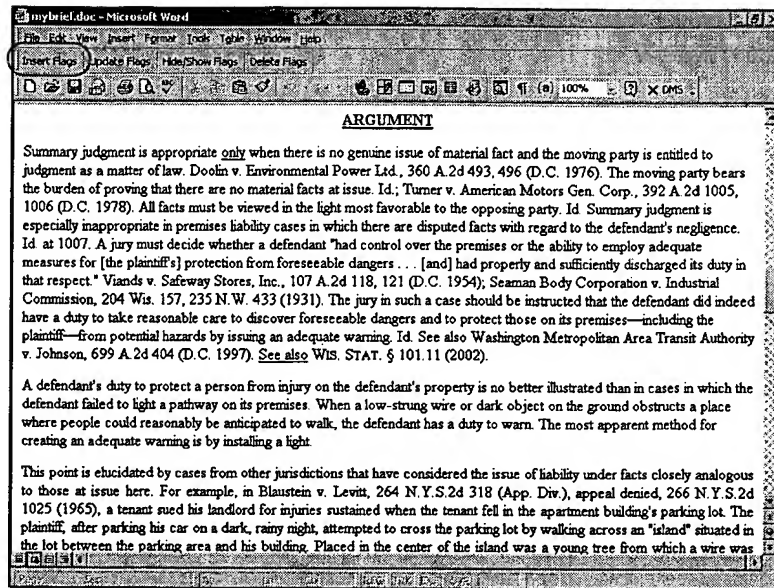 mybrief.doc - Microsoft Word
File Edit View Insert Format Tools Table Window Help
Insert Flags Update Flags Hide/Show Flags Delete Flags
100% DMS
ARGUMENT
Summary judgment is appropriate only when there is no genuine issue of material fact and the moving party is entitled to
judgment as a matter of law. Doolin v. Environmental Power Ltd., 360 A.2d 493, 496 (D.C. 1976). The moving party bears
the burden of proving that there are no material facts at issue. Id.; Turner v. American Motors Gen. Corp., 392 A.2d 1005,
1006 (D.C. 1978). All facts must be viewed in the light most favorable to the opposing party. Id. Summary judgment is
especially inappropriate in premises liability cases in which there are disputed facts with regard to the defendant's negligence.
Id. at 1007. A jury must decide whether a defendant "had control over the premises or the ability to employ adequate
measures for [the plaintiff's] protection from foreseeable dangers . . . [and] had properly and sufficiently discharged its duty in
that respect." Viands v. Safeway Stores, Inc., 107 A.2d 118, 121 (D.C. 1954); Seaman Body Corporation v. Industrial
Commission, 204 Wis. 157, 235 N.W. 433 (1931). The jury in such a case should be instructed that the defendant did indeed
have a duty to take reasonable care to discover foreseeable dangers and to protect those on its premises—including the
plaintiff—from potential hazards by issuing an adequate warning. Id. See also Washington Metropolitan Area Transit Authority
v. Johnson, 699 A.2d 404 (D.C. 1997). See also WIS. STAT. § 101.11 (2002).
A defendant's duty to protect a person from injury on the defendant's property is no better illustrated than in cases in which the
defendant failed to light a pathway on its premises. When a low-strung wire or dark object on the ground obstructs a place
where people could reasonably be anticipated to walk, the defendant has a duty to warn. The most apparent method for
creating an adequate warning is by installing a light.
This point is elucidated by cases from other jurisdictions that have considered the issue of liability under facts closely analogous
to those at issue here. For example, in Blaustein v. Levitt, 264 N.Y.S.2d 318 (App. Div.), appeal denied, 266 N.Y.S.2d
1025 (1965), a tenant sued his landlord for injuries sustained when the tenant fell in the apartment building's parking lot. The
plaintiff, after parking his car on a dark, rainy night, attempted to cross the parking lot by walking across an "island" situated in
the lot between the parking area and his building. Placed in the center of the island was a young tree from which a wire was